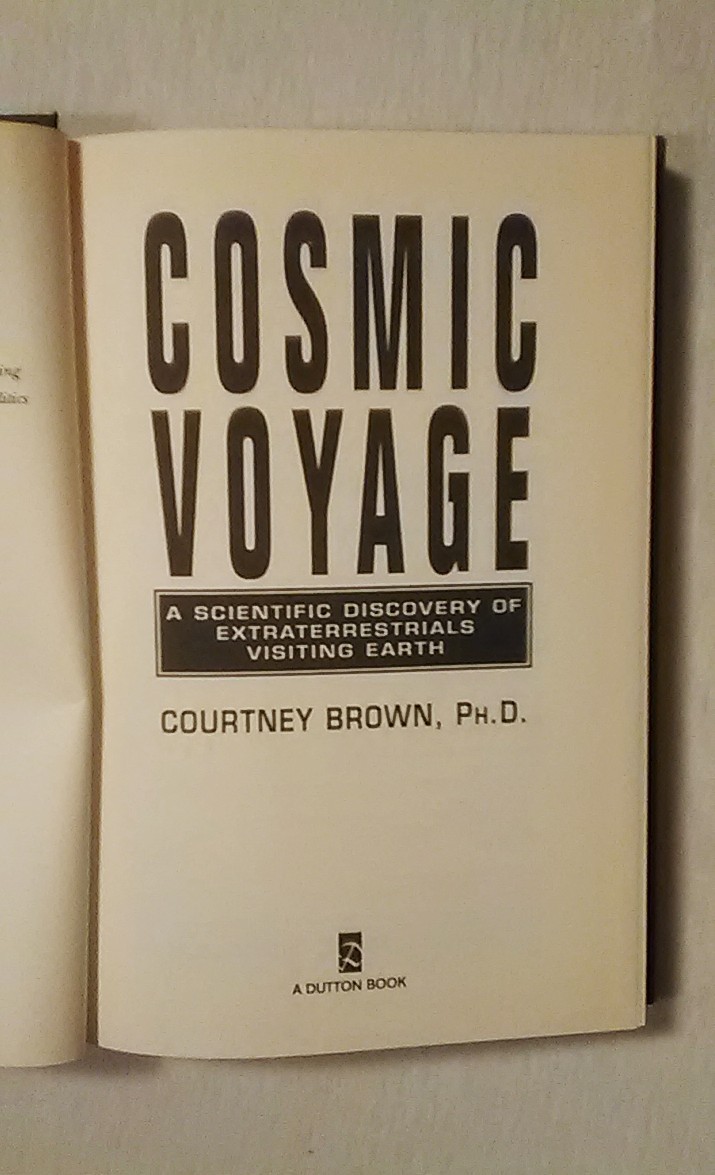 COSMIC
VOYAGE
A SCIENTIFIC DISCOVERY OF
EXTRATERRESTRIALS
VISITING EARTH
COURTNEY BROWN, PH.D.
A DUTTON BOOK